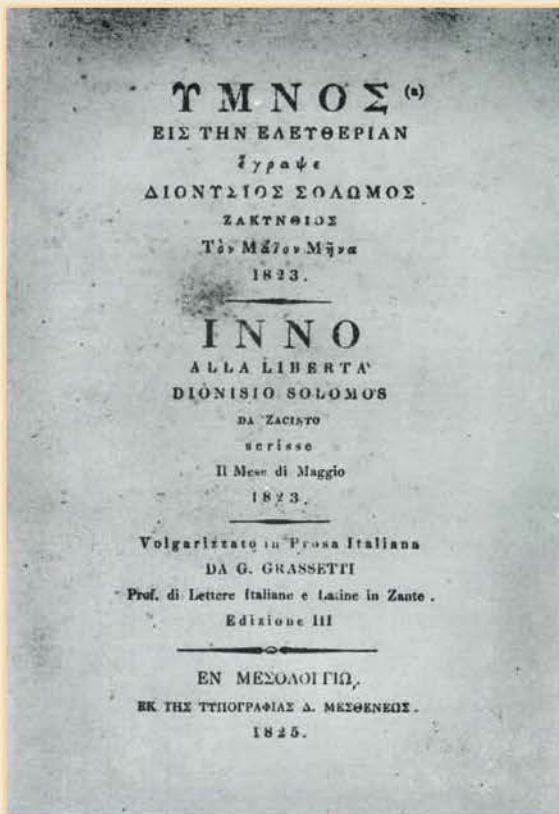 ΥΜΝΟΣ (a)
ΕΙΣ ΤΗΝ ΕΛΕΥΘΕΡΙΑΝ
ἔγραψε
ΔΙΟΝΥΣΙΟΣ ΣΟΛΩΜΟΣ
ΖΑΚΥΝΘΙΟΣ
Τὸν Μάϊον Μῆνα
1823.
INNO
ALLA LIBERTA'
DIONISIO SOLOMOS
DA ZACINTO
scrisse
Il Mese di Maggio
1823.
Volgarizzato in Prosa Italiana
DA G. GRASSETTI
Prof. di Lettere Italiane e Latine in Zante.
Edizione III
ΕΝ ΜΕΣΟΛΟΓΓΙΩ,
ΕΚ ΤΗΣ ΤΥΠΟΓΡΑΦΙΑΣ Δ. ΜΕΣΘΕΝΕΩΣ.
1825.